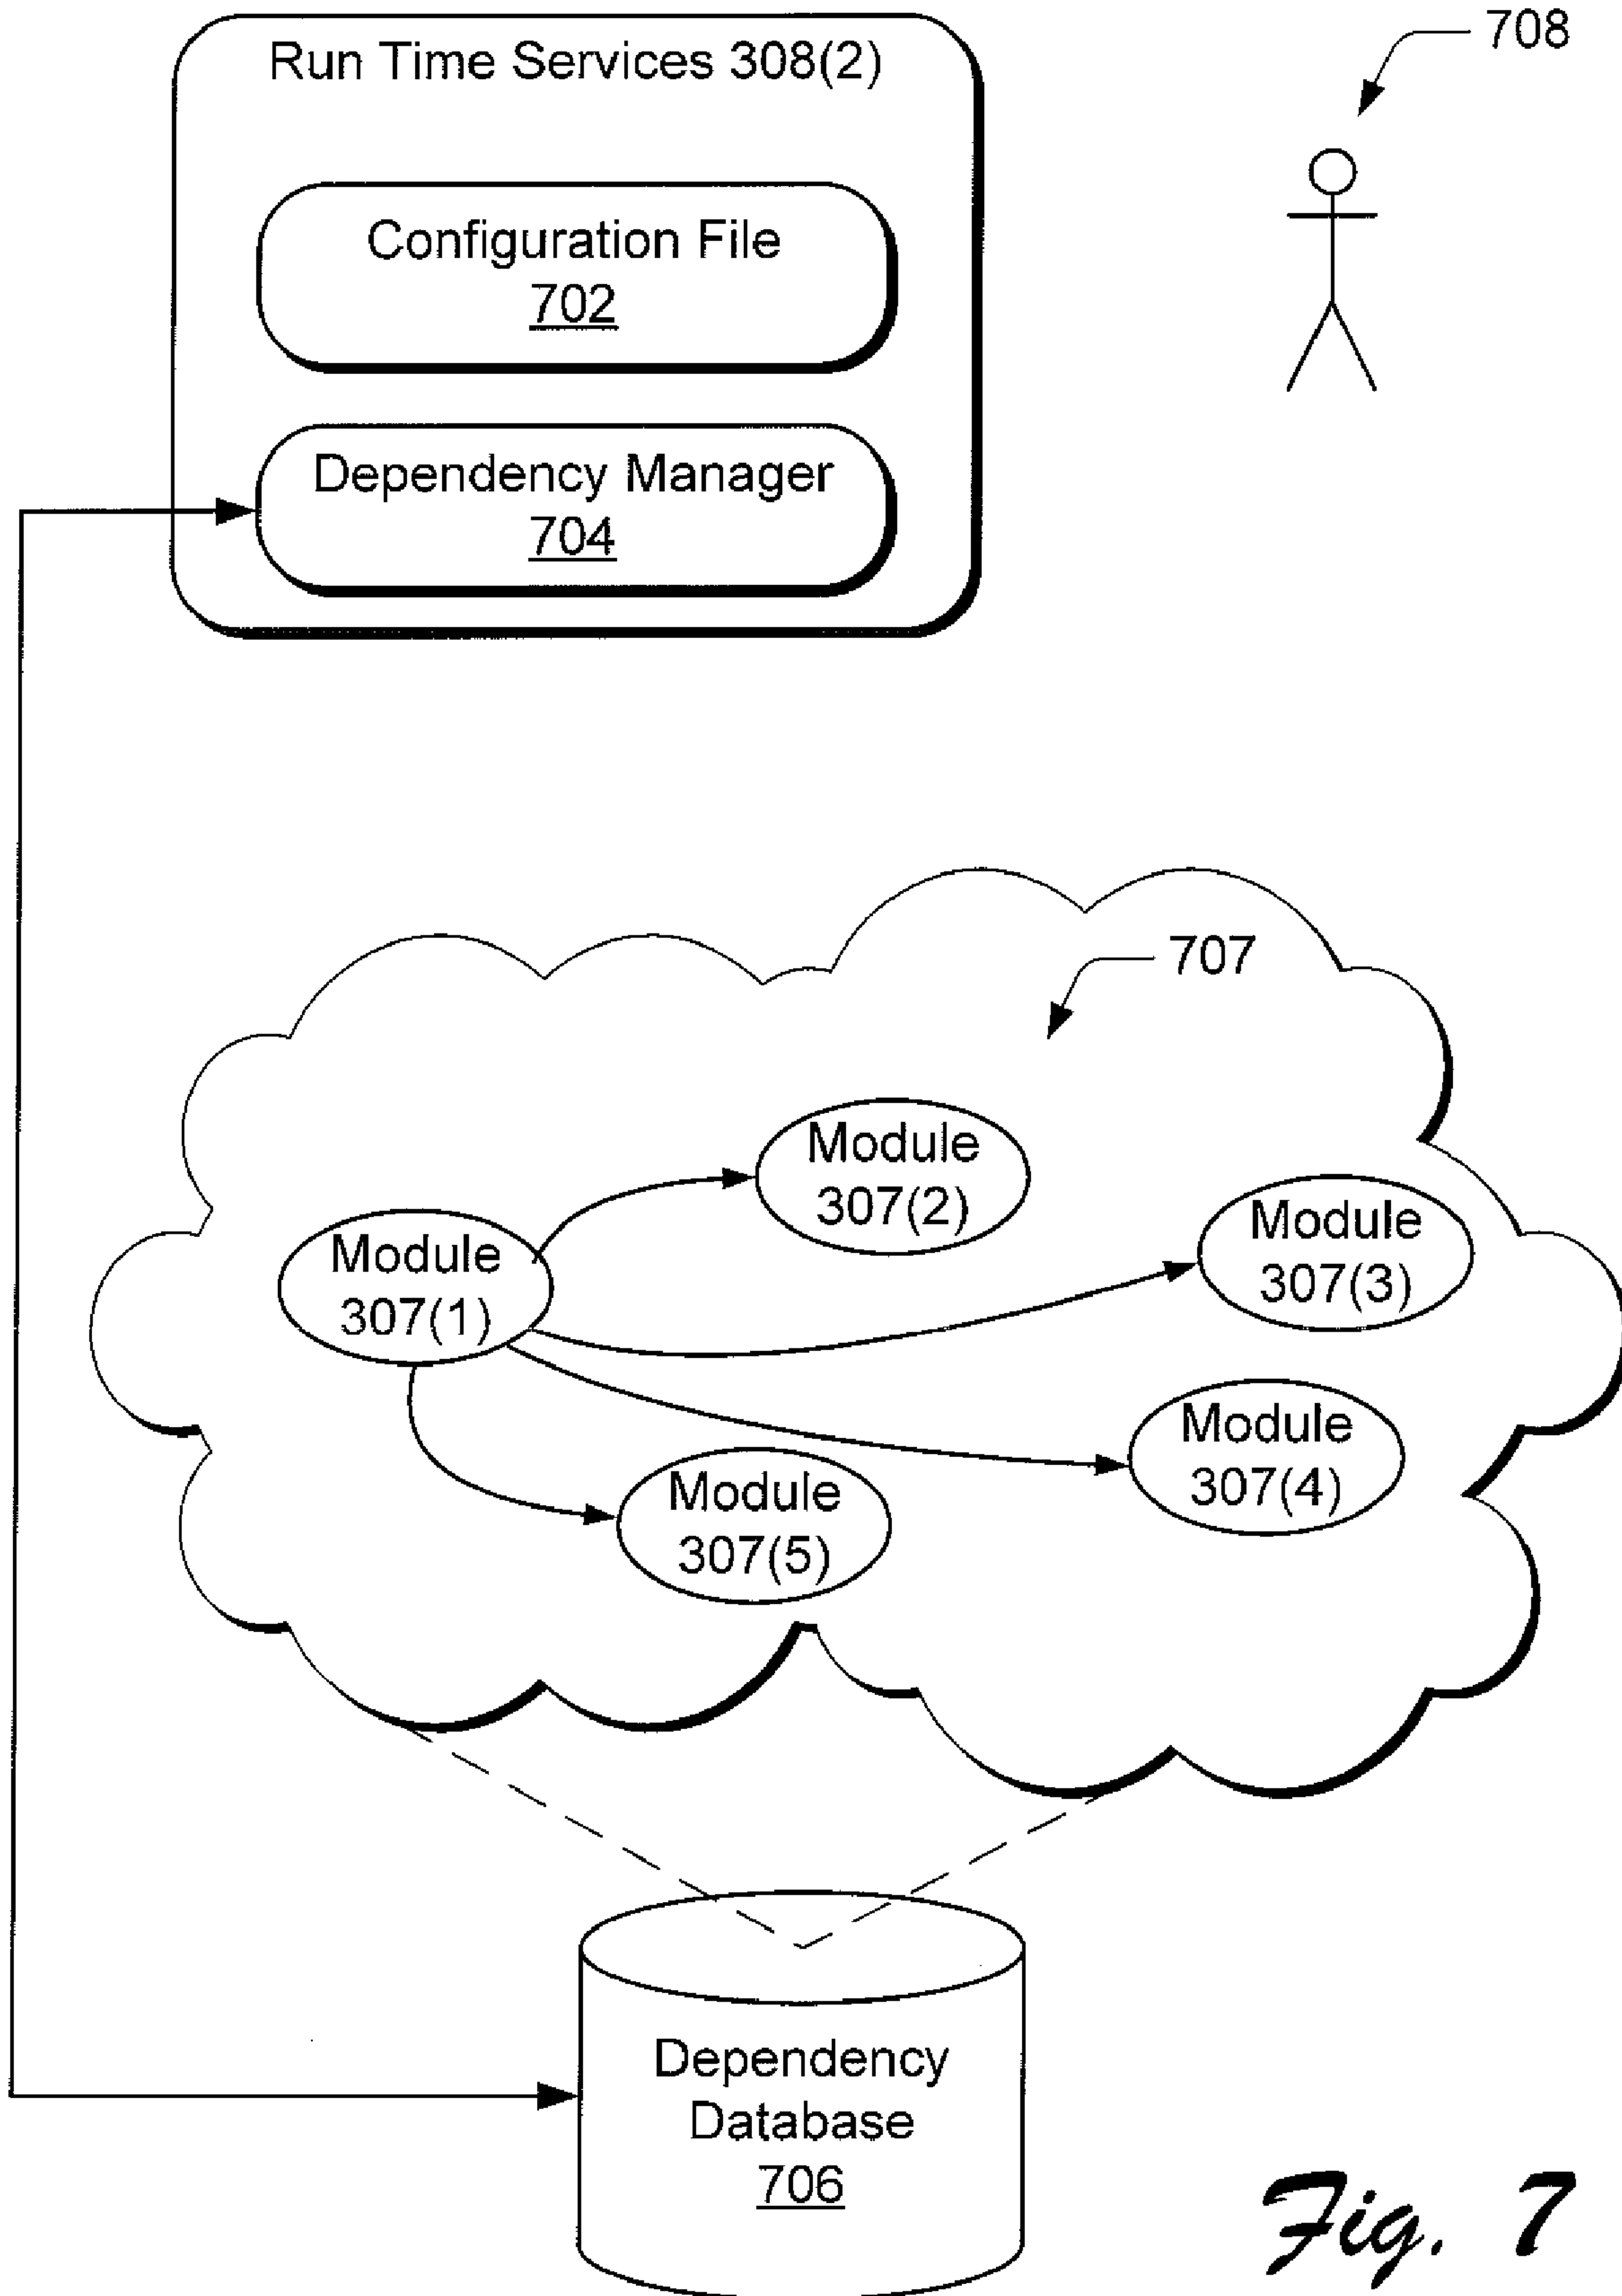 Run Time Services 308(2)
708
Configuration File
702
Dependency Manager
704
707
Module
307(2)
Module
307(3)
Module
307(1)
Module
307(4)
Module
307(5)
Dependency
Database
706
Fig. 7